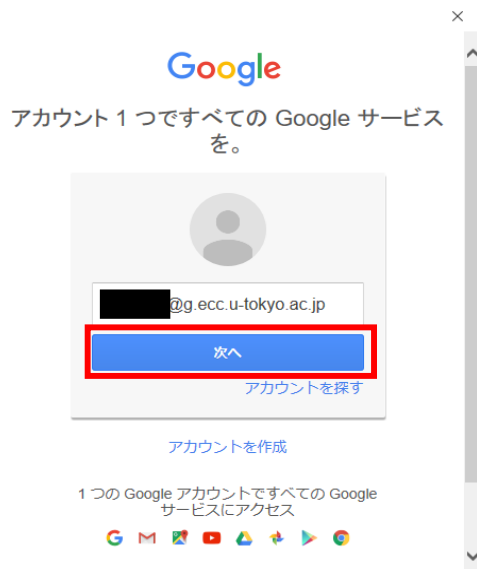 Google
アカウント 1 つですべての Google サービス
を。
@g.ecc.u-tokyo.ac.jp
次へ
アカウントを探す
アカウントを作成
1 つの Google アカウントですべての Google
サービスにアクセス